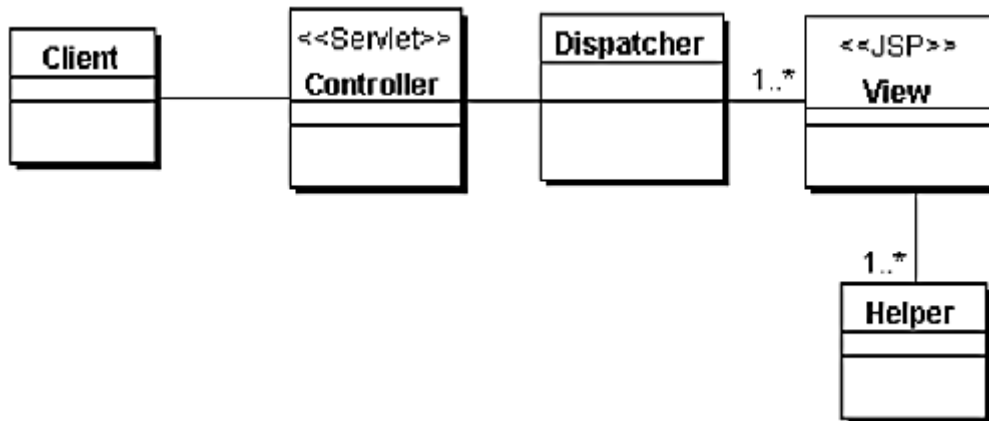 Client
<<Servlet>>
Controller
Dispatcher
1..*
<<JSP>>
View
1..*
Helper